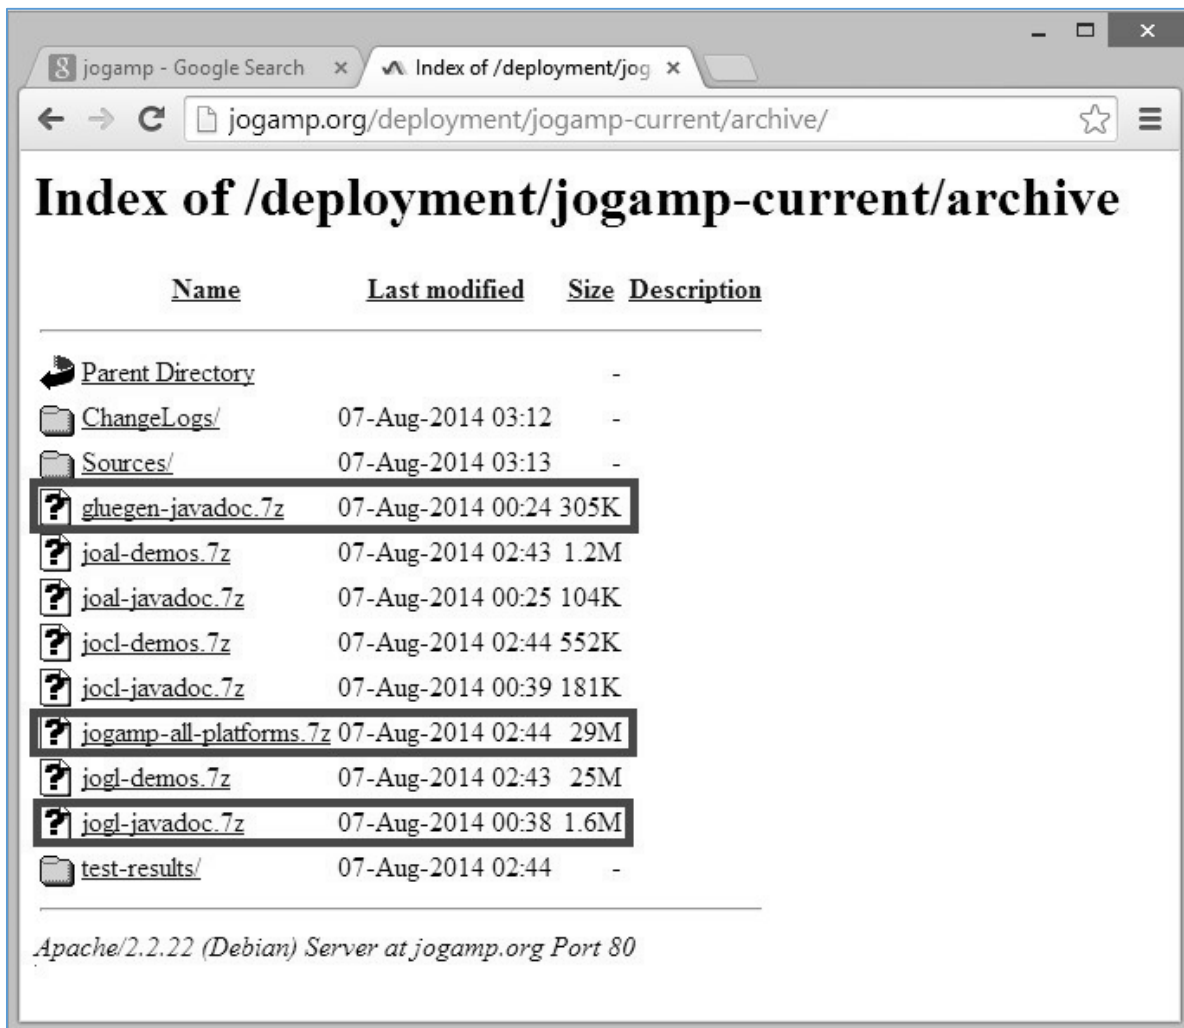 jogamp - Google Search
Index of /deployment/jog
jogamp.org/deployment/jogamp-current/archive/
Index of /deployment/jogamp-current/archive
Name Last modified Size Description
Parent Directory -
ChangeLogs/ 07-Aug-2014 03:12 -
Sources/ 07-Aug-2014 03:13 -
gluegen-javadoc.7z 07-Aug-2014 00:24 305K
joal-demos.7z 07-Aug-2014 02:43 1.2M
joal-javadoc.7z 07-Aug-2014 00:25 104K
jocl-demos.7z 07-Aug-2014 02:44 552K
jocl-javadoc.7z 07-Aug-2014 00:39 181K
jogamp-all-platforms.7z 07-Aug-2014 02:44 29M
jogl-demos.7z 07-Aug-2014 02:43 25M
jogl-javadoc.7z 07-Aug-2014 00:38 1.6M
test-results/ 07-Aug-2014 02:44 -
Apache/2.2.22 (Debian) Server at jogamp.org Port 80